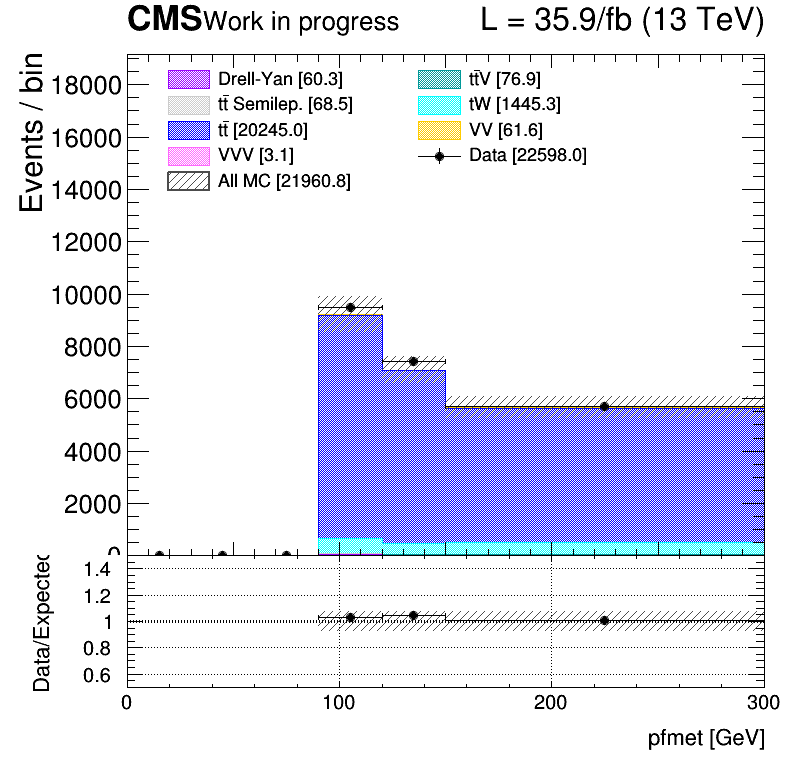 CMS Work in progress L = 35.9/fb (13 TeV)
Events / bin
18000
16000
14000
12000
10000
8000
6000
4000
2000
0
Drell-Yan [60.3]
tt̄ Semilep. [68.5]
tt̄ [20245.0]
VVV [3.1]
All MC [21960.8]
tt̄V [76.9]
tW [1445.3]
VV [61.6]
Data [22598.0]
Data/Expected
1.4
1.2
1
0.8
0.6
0 100 200 300
pfmet [GeV]